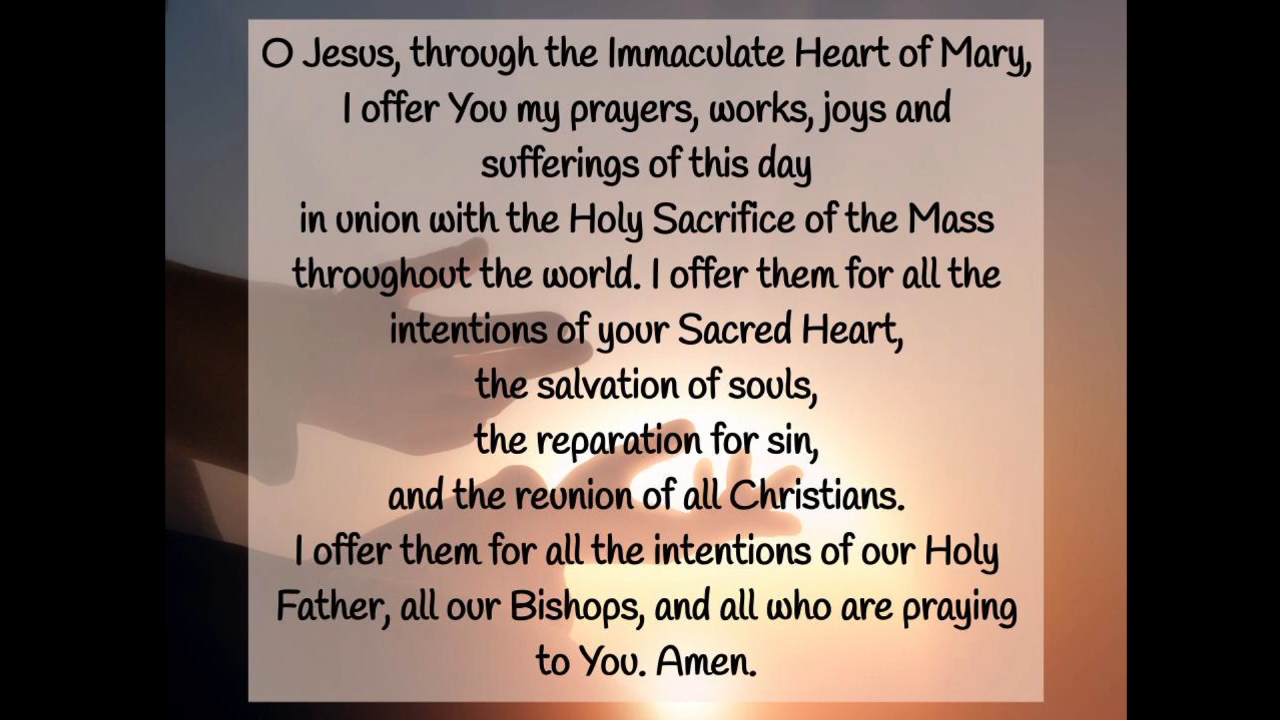 O Jesus, through the Immaculate Heart of Mary,
I offer You my prayers, works, joys and
sufferings of this day
in union with the Holy Sacrifice of the Mass
throughout the world. I offer them for all the
intentions of your Sacred Heart,
the salvation of souls,
the reparation for sin,
and the reunion of all Christians.
I offer them for all the intentions of our Holy
Father, all our Bishops, and all who are praying
to You. Amen.